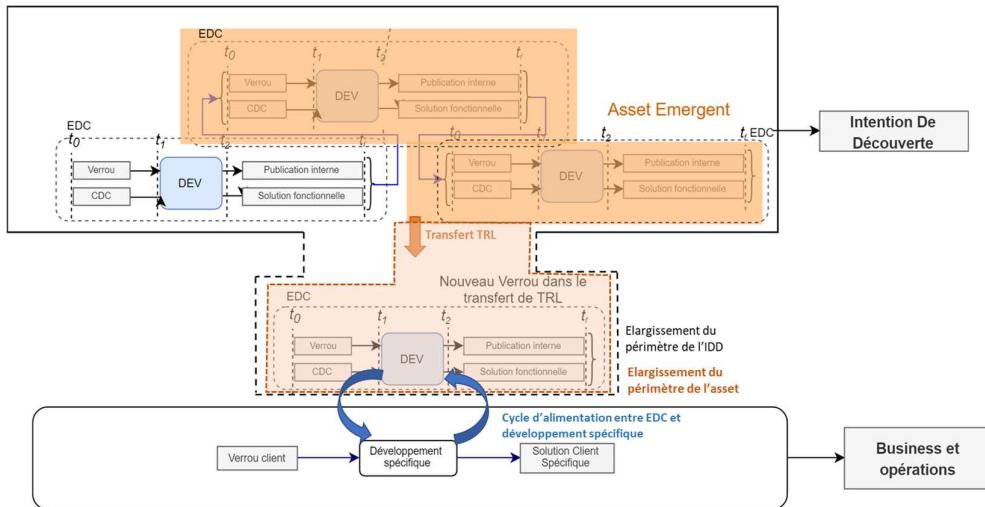 EDC
t0
t1
t2
tf
Verrou
CDC
DEV
Publication interne
Solution fonctionnelle
Asset Emergent
Intention De
Découverte
EDC
t0
t1
t2
tf
Verrou
CDC
DEV
Publication interne
Solution fonctionnelle
EDC
t0
t2
tf
Verrou
CDC
DEV
Publication interne
Solution fonctionnelle
Transfert TRL
Nouveau Verrou dans le
transfert de TRL
EDC
t0
t1
t2
tf
Verrou
CDC
DEV
Publication interne
Solution fonctionnelle
Elargissement du
périmètre de l'IDD
Elargissement du
périmètre de l'asset
Cycle d'alimentation entre EDC et
développement spécifique
Verrou client
Développement
spécifique
Solution Client
Spécifique
Business et
opérations